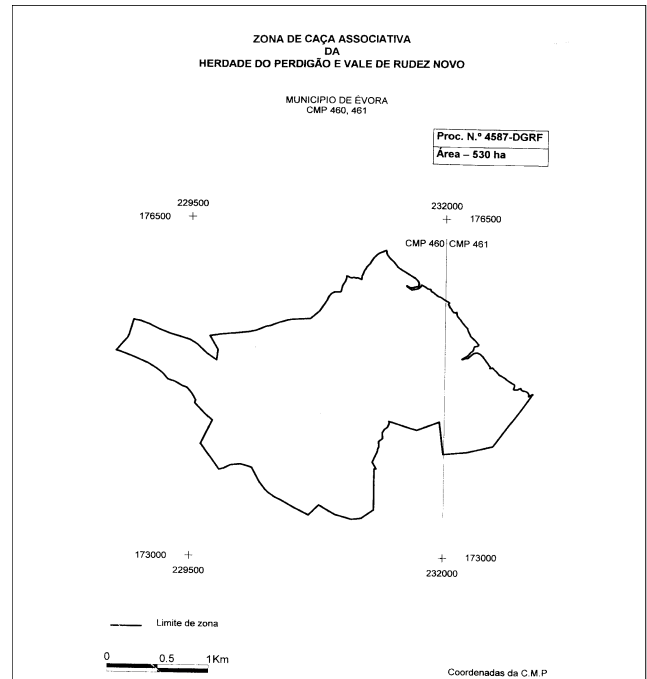 ZONA DE CAÇA ASSOCIATIVA
DA
HERDADE DO PERDIGÃO E VALE DE RUDEZ NOVO
MUNICIPIO DE ÉVORA
CMP 460, 461
Proc. N.º 4587-DGRF
Área – 530 ha
229500
176500
232000
176500
CMP 460 CMP 461
173000
229500
173000
232000
Limite de zona
0 0.5 1Km
Coordenadas da C.M.P